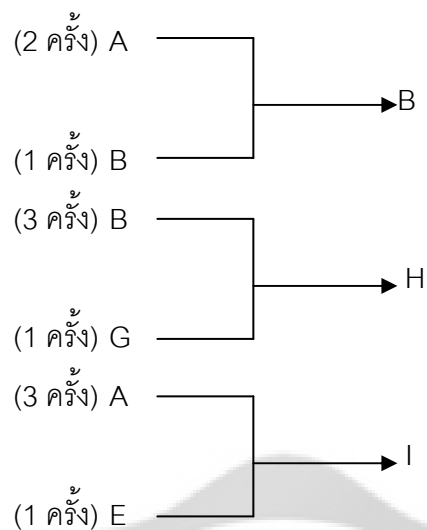 (2 ครั้ง) A
B
(1 ครั้ง) B
(3 ครั้ง) B
H
(1 ครั้ง) G
(3 ครั้ง) A
I
(1 ครั้ง) E